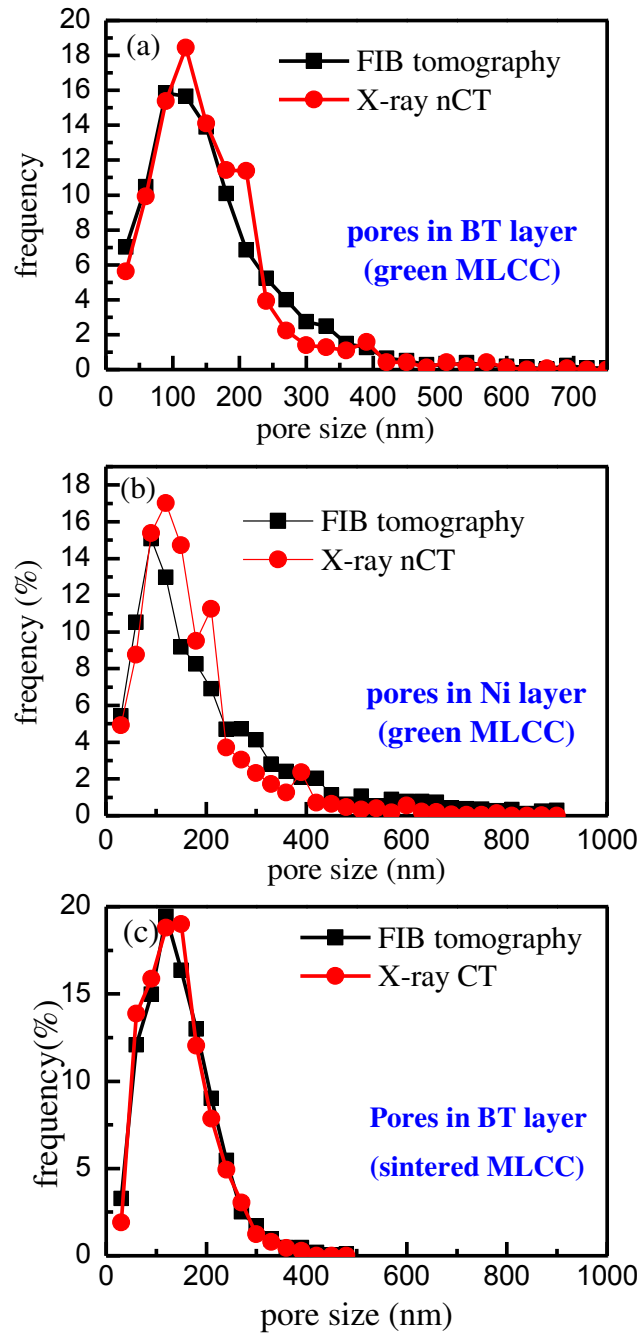 20
(a)
FIB tomography
18
16
X-ray nCT
14
12
10
frequency
pores in BT layer
8
(green MLCC)
6
4
2
0
0 100 200 300 400 500 600 700
pore size (nm)
18
(b)
16
FIB tomography
14
X-ray nCT
12
10
freqency (%)
8
pores in Ni layer
6
(green MLCC)
4
2
0
0 200 400 600 800 1000
pore size (nm)
20
(c)
FIB tomography
X-ray CT
15
10
frequency(%)
Pores in BT layer
5
(sintered MLCC)
0
0 200 400 600 800 1000
pore size (nm)